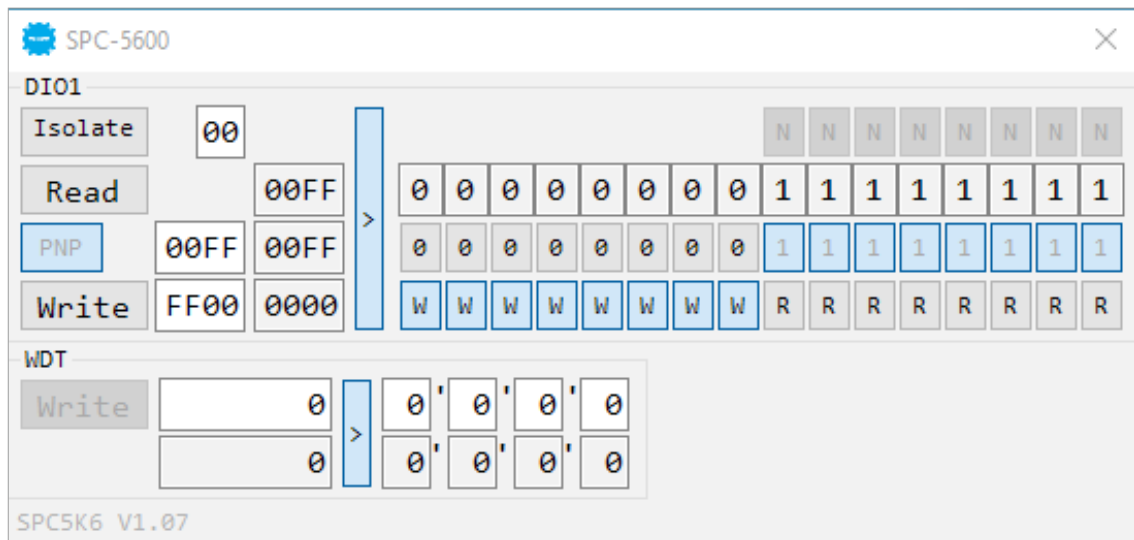 SPC-5600
DIO1
Isolate 00 N N N N N N N N
Read 00FF 0 0 0 0 0 0 0 0 1 1 1 1 1 1 1 1
>
PNP 00FF 00FF 0 0 0 0 0 0 0 0 1 1 1 1 1 1 1 1
Write FF00 0000 W W W W W W W W R R R R R R R R
WDT
Write 0 0 ' 0 ' 0 ' 0
>
0 0 ' 0 ' 0 ' 0
SPC5K6 V1.07